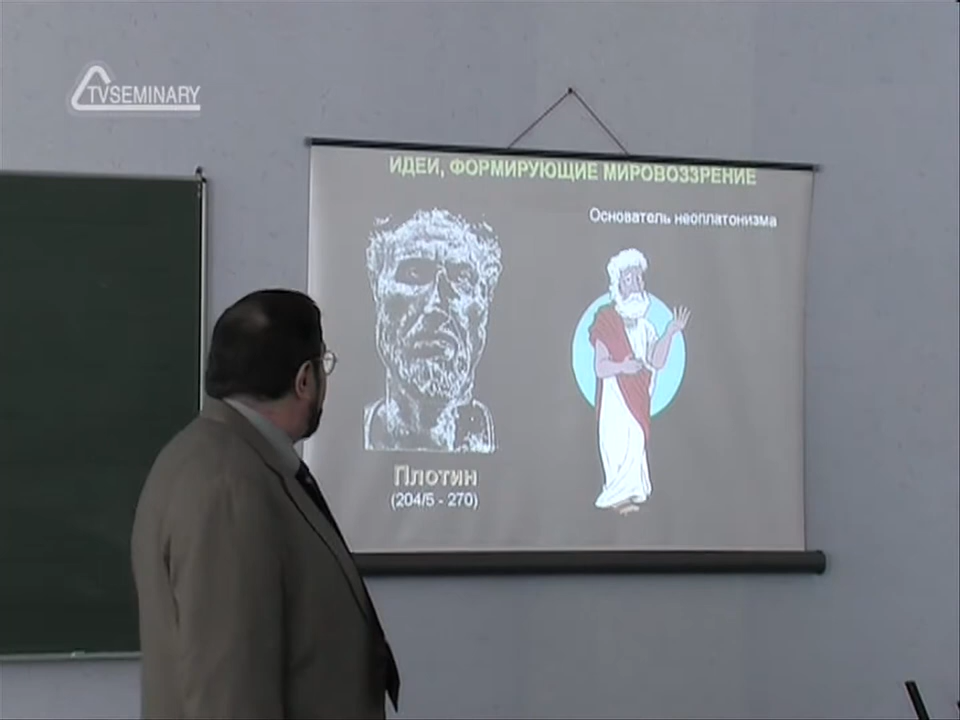 TVSEMINARY
ИДЕИ, ФОРМИРУЮЩИЕ МИРОВОЗЗРЕНИЕ
Основатель неоплатонизма
Плотин
(204/5 - 270)